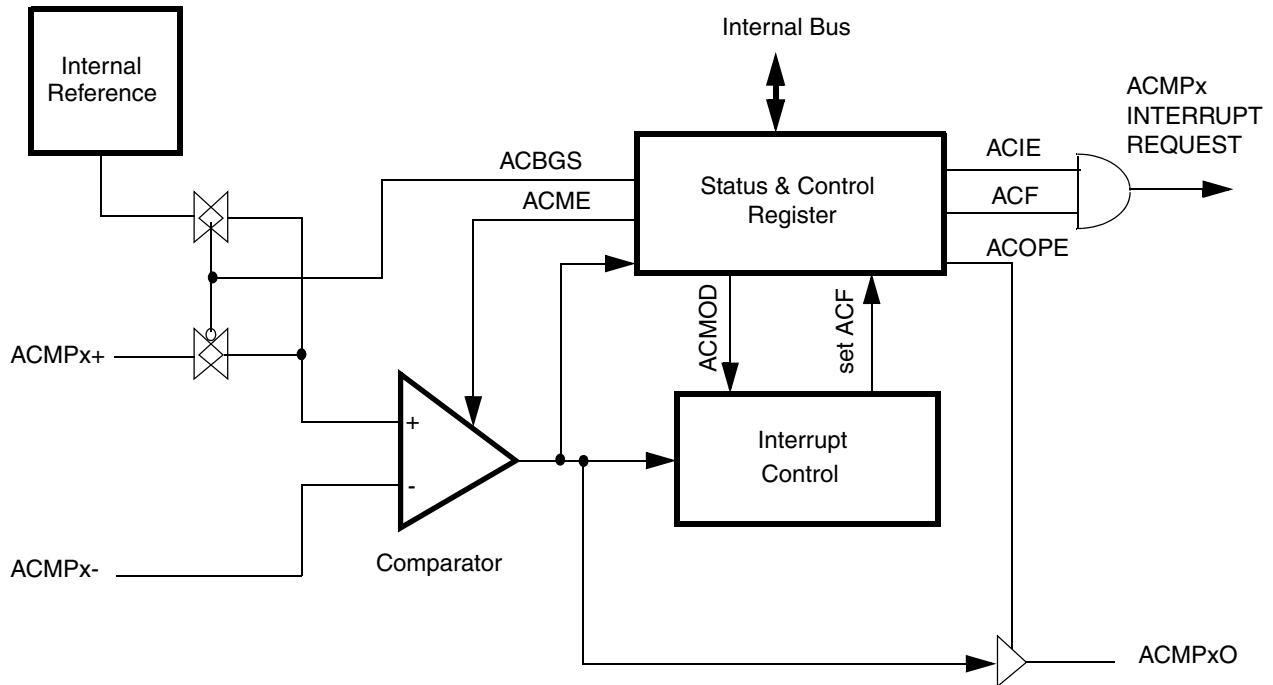 Internal Bus
Internal
Reference
ACMPx
INTERRUPT
REQUEST
ACBGS
ACME
Status & Control
Register
ACIE
ACF
ACOPE
ACMOD
set ACF
ACMPx+
+
-
Interrupt
Control
Comparator
ACMPx-
ACMPxO